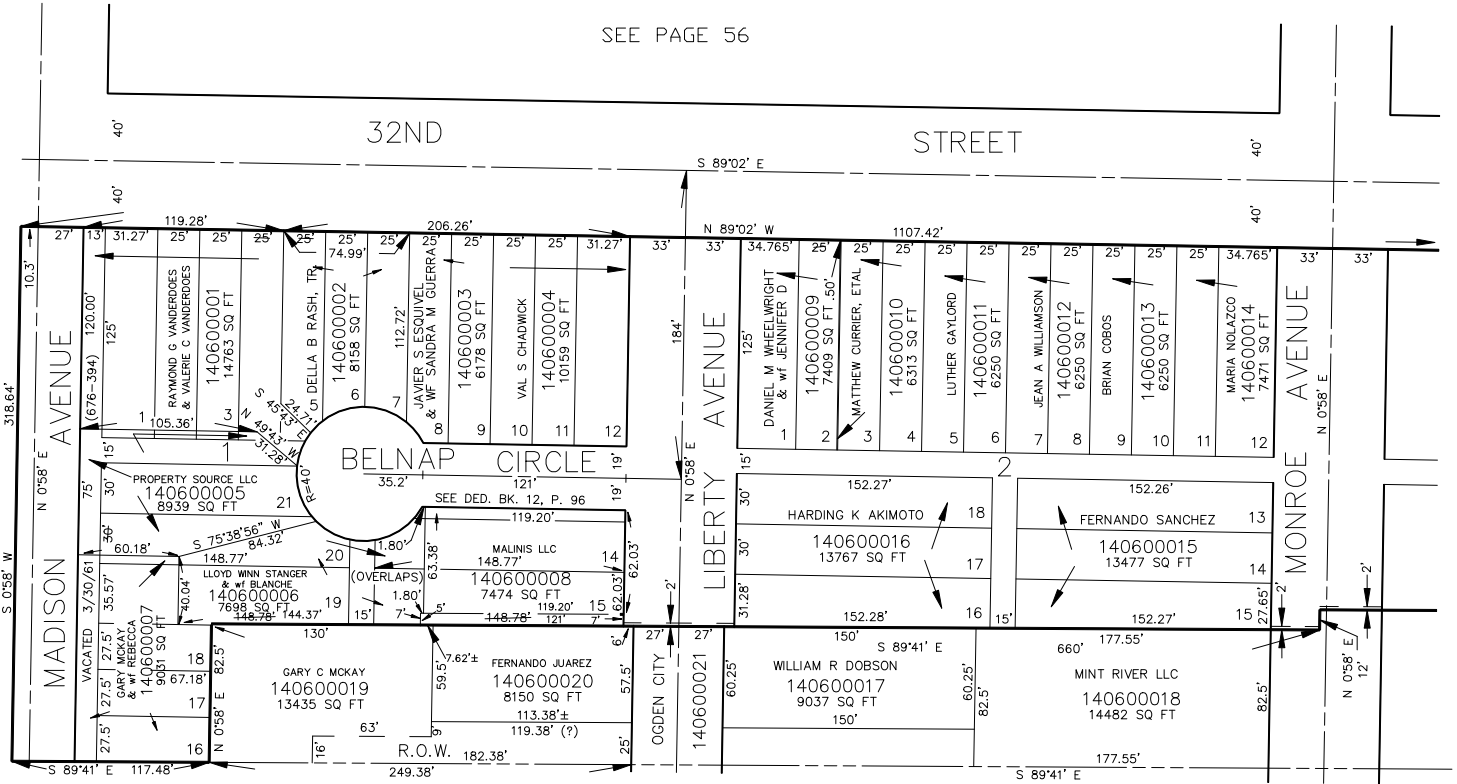 SEE PAGE 56
40'
32ND
STREET
40'
S 89°02' E
40'
40'
119.28'
206.26'
N 89°02' W
1107.42'
27'
13'
31.27'
25'
25'
25'
25'
25'
25'
25'
25'
25'
25'
31.27'
33'
33'
34.765'
25'
25'
25'
25'
25'
25'
25'
25'
25'
34.765'
33'
33'
74.99'
10.3'
120.00'
125'
(676-394)
RAYMOND G VANDERDOES
& VALERIE C VANDERDOES
140600001
14763 SQ FT
DELLA B RASH, TR
140600002
8158 SQ FT
112.72'
JAVIER S ESQUIVEL
& WF SANDRA M GUERRA
140600003
6178 SQ FT
VAL S CHADWICK
140600004
10159 SQ FT
184'
125'
DANIEL M WHEELWRIGHT
& wf JENNIFER D
140600009
7409 SQ FT
.50'
MATTHEW CURRIER, ETAL
140600010
6313 SQ FT
LUTHER GAYLORD
140600011
6250 SQ FT
JEAN A WILLIAMSON
140600012
6250 SQ FT
BRIAN COBOS
140600013
6250 SQ FT
MARIA NOLAZCO
140600014
7471 SQ FT
MADISON AVENUE
LIBERTY AVENUE
MONROE AVENUE
318.64'
S 0°58' W
N 0°58' E
N 0°58' E
N 0°58' E
1
3
5
6
7
8
9
10
11
12
1
2
3
4
5
6
7
8
9
10
11
12
105.36'
1
S 45°43' E
24.71'
N 49°43' W
31.28'
R=40'
BELNAP CIRCLE
35.2'
121'
19'
19'
SEE DED. BK. 12, P. 96
119.20'
15'
2
15'
30'
75'
PROPERTY SOURCE LLC
140600005
8939 SQ FT
21
30'
S 75°38'56" W
84.32'
60.18'
148.77'
20
1.80'
63.38'
MALINIS LLC
148.77'
14
140600008
7474 SQ FT
62.03'
62.03'
(OVERLAPS)
1.80'
119.20'
15
5'
7'
148.78'
121'
7'
15'
LLOYD WINN STANGER
& wf BLANCHE
140600006
7698 SQ FT
19
148.78'
144.37'
40.04'
35.57'
VACATED 3/30/61
GARY MCKAY
& wf REBECCA
140600007
9031 SQ FT
27.5'
27.5'
27.5'
18
67.18'
17
16
30'
30'
31.28'
152.27'
HARDING K AKIMOTO
18
140600016
13767 SQ FT
17
152.28'
16
15'
152.26'
FERNANDO SANCHEZ
13
140600015
13477 SQ FT
14
152.27'
15
27.65'
2'
2'
2'
130'
82.5'
N 0°58' E
GARY C MCKAY
140600019
13435 SQ FT
7.62'±
59.5'
6'
FERNANDO JUAREZ
140600020
8150 SQ FT
57.5'
113.38'±
119.38' (?)
63'
16'
R.O.W.
182.38'
25'
6
249.38'
S 89°41' E
117.48'
27'
27'
OGDEN CITY
140600021
60.25'
150'
S 89°41' E
WILLIAM R DOBSON
140600017
9037 SQ FT
150'
60.25'
82.5'
660'
177.55'
MINT RIVER LLC
140600018
14482 SQ FT
82.5'
177.55'
S 89°41' E
N 0°58' E
12'